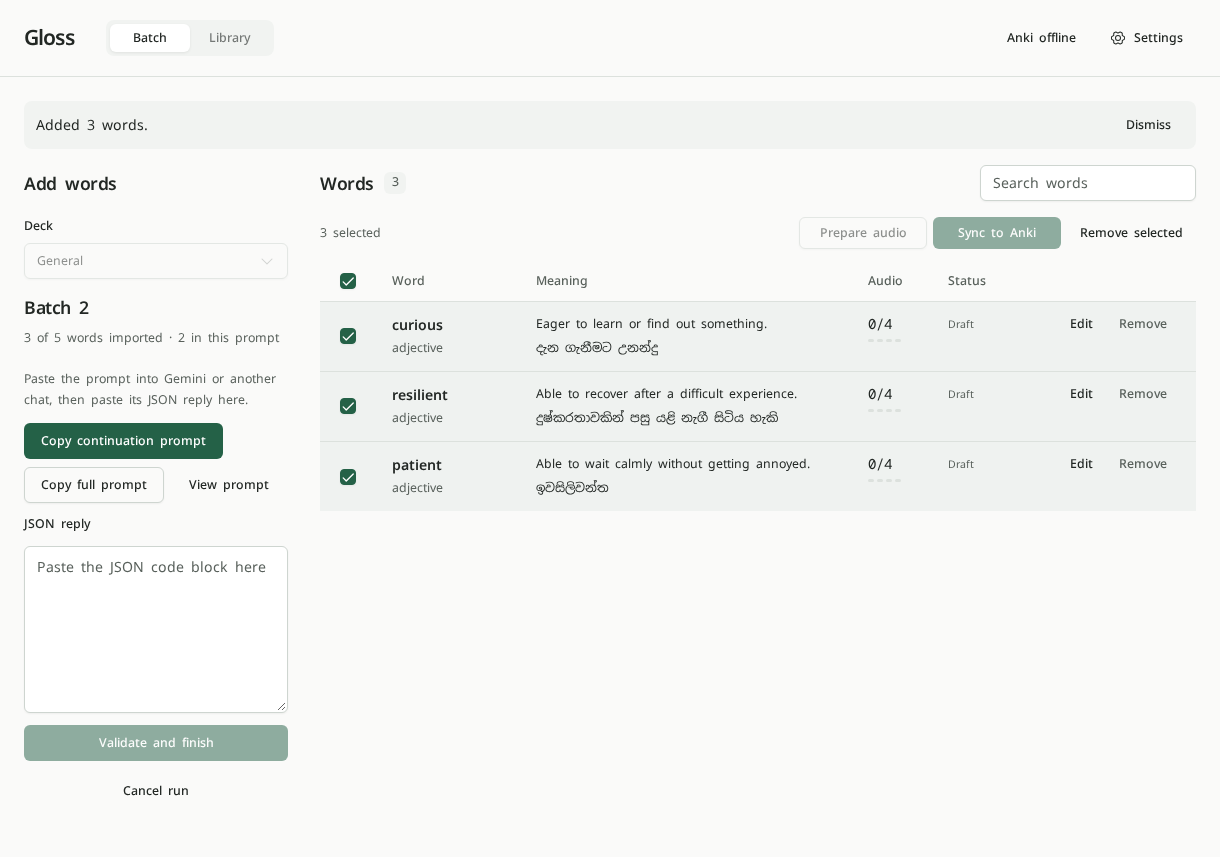 Gloss
Batch
Library
Anki offline
Settings
Added 3 words.
Dismiss
Add words
Deck
General
Batch 2
3 of 5 words imported · 2 in this prompt
Paste the prompt into Gemini or another
chat, then paste its JSON reply here.
Copy continuation prompt
Copy full prompt
View prompt
JSON reply
Paste the JSON code block here
Validate and finish
Cancel run
Words 3
Search words
3 selected
Prepare audio
Sync to Anki
Remove selected
Word
Meaning
Audio
Status
curious
adjective
Eager to learn or find out something.
දැන ගැනීමට උනන්දු
0/4
Draft
Edit
Remove
resilient
adjective
Able to recover after a difficult experience.
දුෂ්කරතාවකින් පසු යළි නැගී සිටිය හැකි
0/4
Draft
Edit
Remove
patient
adjective
Able to wait calmly without getting annoyed.
ඉවසිලිවන්ත
0/4
Draft
Edit
Remove